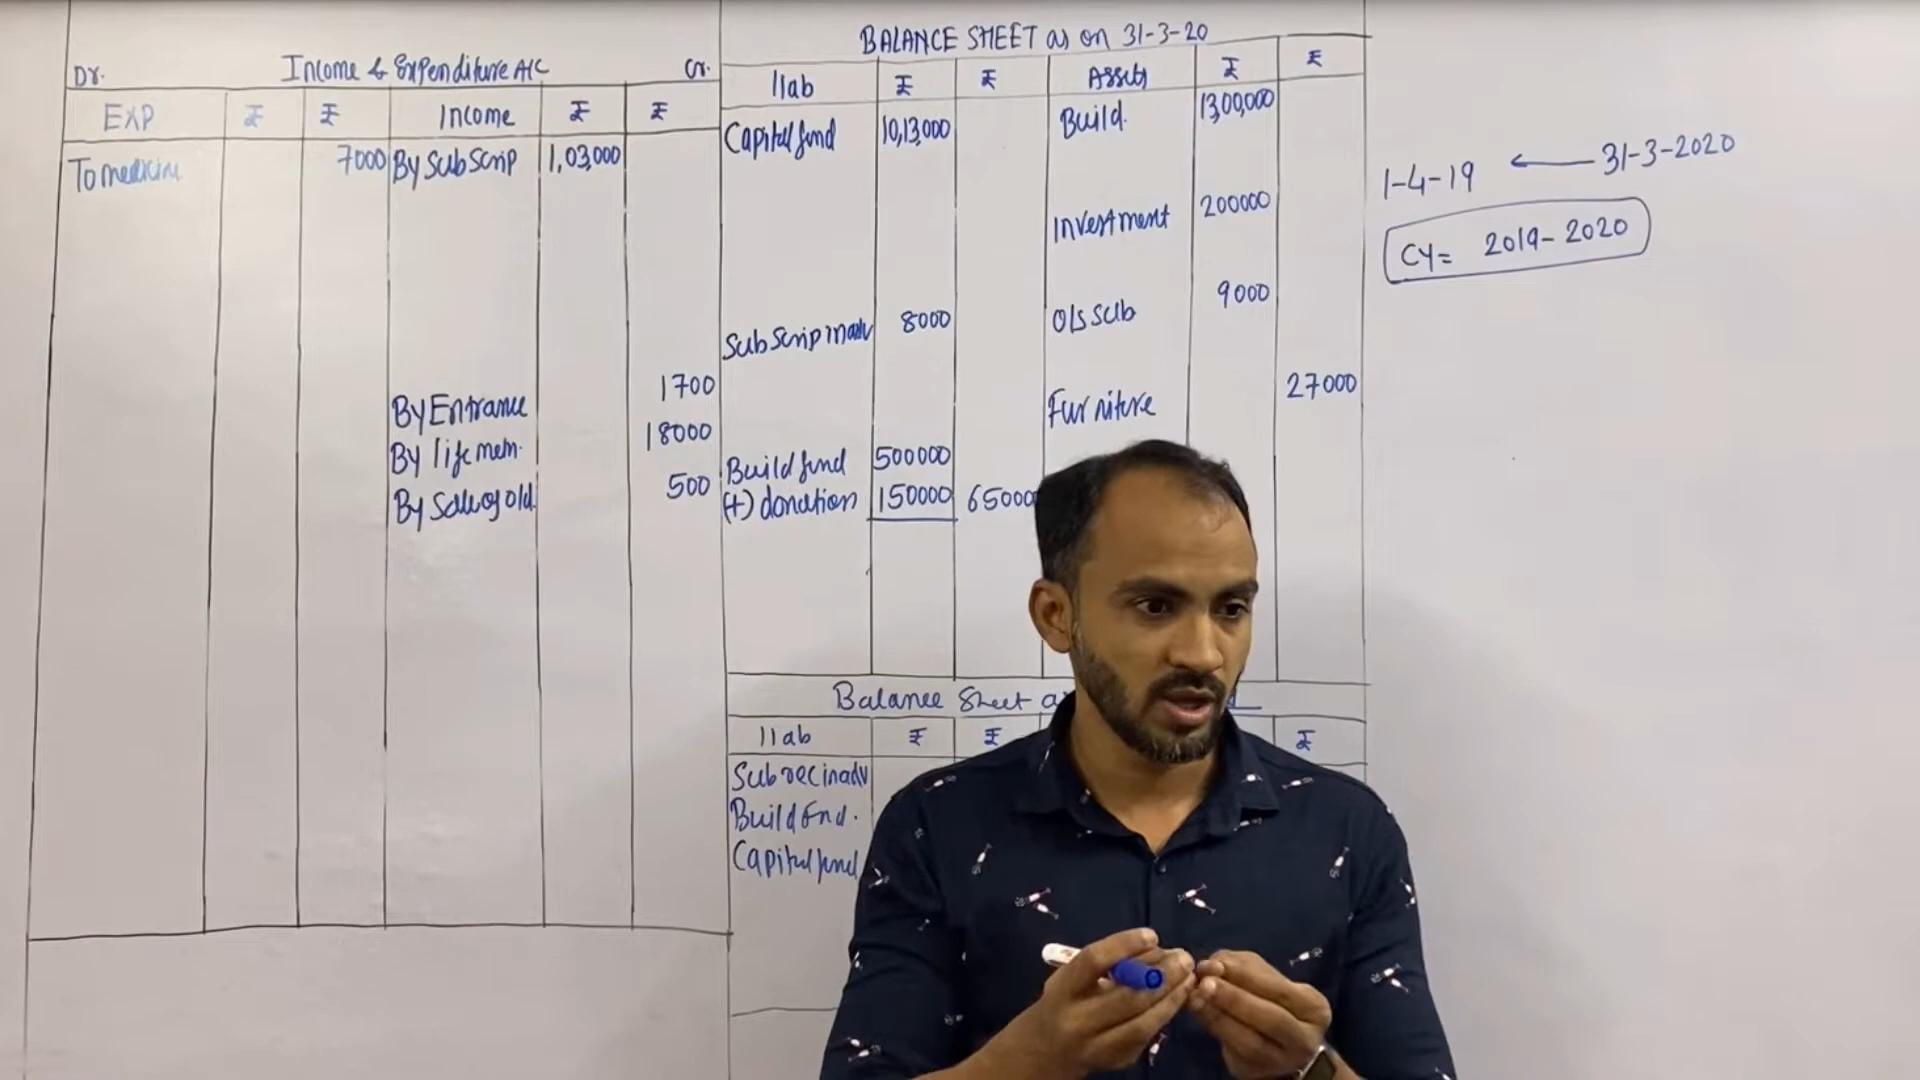 Dr. Income & Expenditure A/C Cr.
EXP ₹ ₹ Income ₹ ₹
To medicine 7000 By Subscrip 1,03,000
By Entrance 1700
By life mem. 18000
By Sale of old 500
BALANCE SHEET as on 31-3-20
liab ₹ ₹ Assets ₹ ₹
Capital fund 10,13,000 Build. 13,00,000
Investment 200000
Subscrip in adv 8000 O/s sub 9000
Furniture 27000
Build fund 500000
(+) donation 150000 65000
Balance Sheet
liab ₹ ₹ ₹
Sub rec in adv
Build fnd.
Capital fund
1-4-19 ← 31-3-2020
CY= 2019-2020